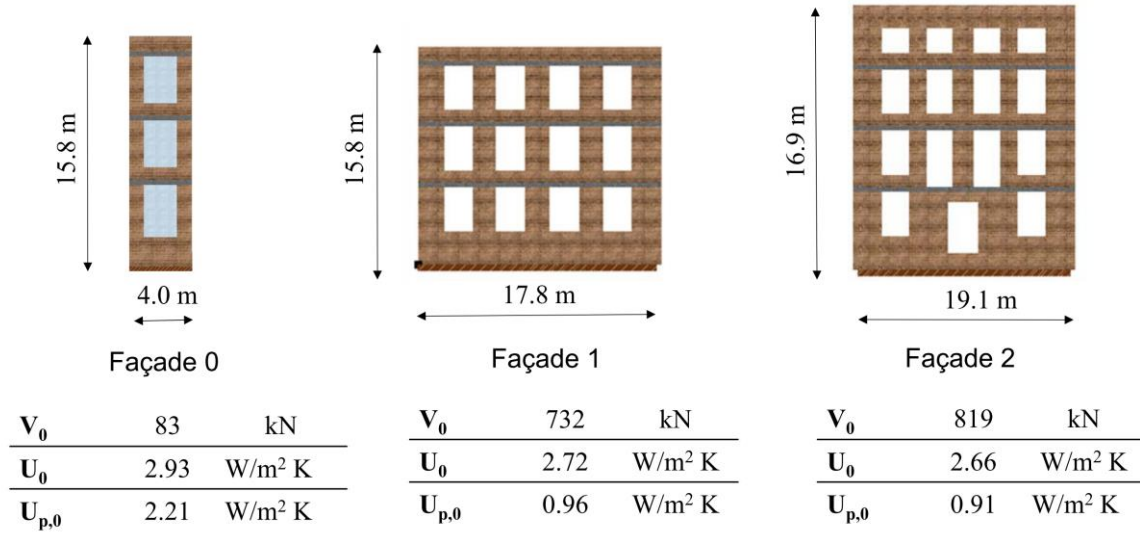 15.8 m
4.0 m
Façade 0
15.8 m
17.8 m
Façade 1
16.9 m
19.1 m
Façade 2
V₀ 83 kN
U₀ 2.93 W/m² K
Uₚ,₀ 2.21 W/m² K
V₀ 732 kN
U₀ 2.72 W/m² K
Uₚ,₀ 0.96 W/m² K
V₀ 819 kN
U₀ 2.66 W/m² K
Uₚ,₀ 0.91 W/m² K